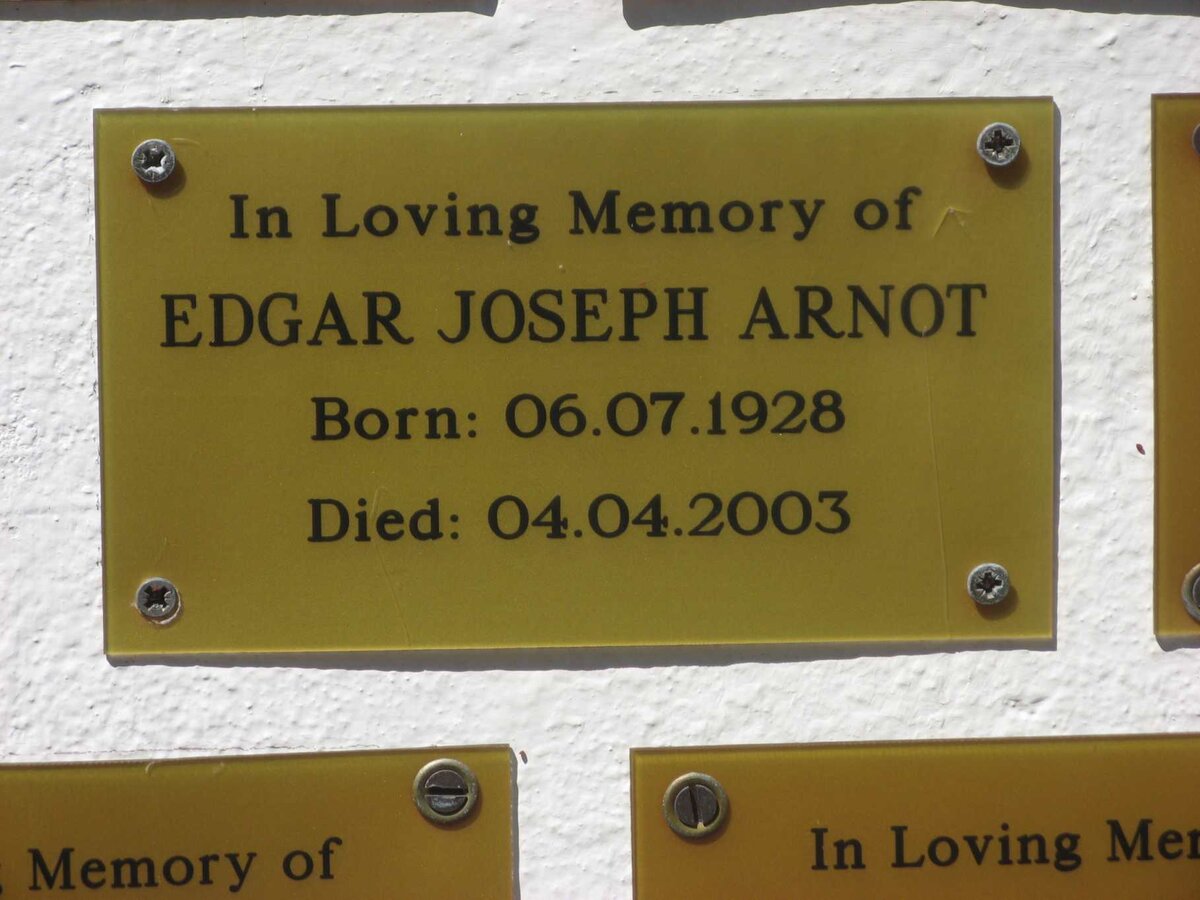 In Loving Memory of
EDGAR JOSEPH ARNOT
Born: 06.07.1928
Died: 04.04.2003
Memory of
In Loving